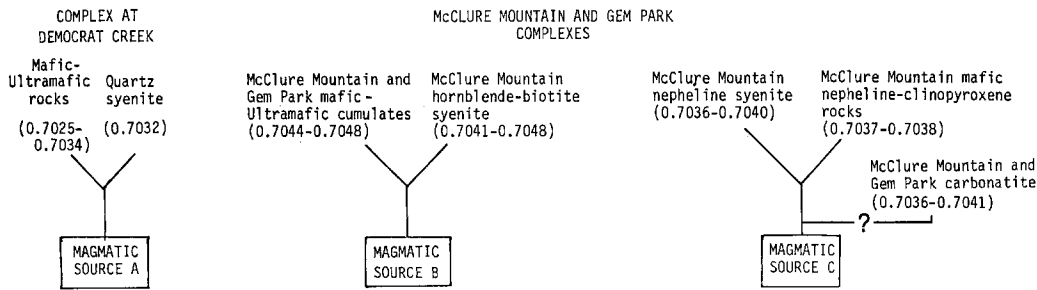 COMPLEX AT
DEMOCRAT CREEK
Mafic-
Ultramafic
rocks
(0.7025-
0.7034)
Quartz
syenite
(0.7032)
MAGMATIC
SOURCE A
McCLURE MOUNTAIN AND GEM PARK
COMPLEXES
McClure Mountain and
Gem Park mafic-
Ultramafic cumulates
(0.7044-0.7048)
McClure Mountain
hornblende-biotite
syenite
(0.7041-0.7048)
MAGMATIC
SOURCE B
McClure Mountain
nepheline syenite
(0.7036-0.7040)
McClure Mountain mafic
nepheline-clinopyroxene
rocks
(0.7037-0.7038)
McClure Mountain and
Gem Park carbonatite
(0.7036-0.7041)
?
MAGMATIC
SOURCE C